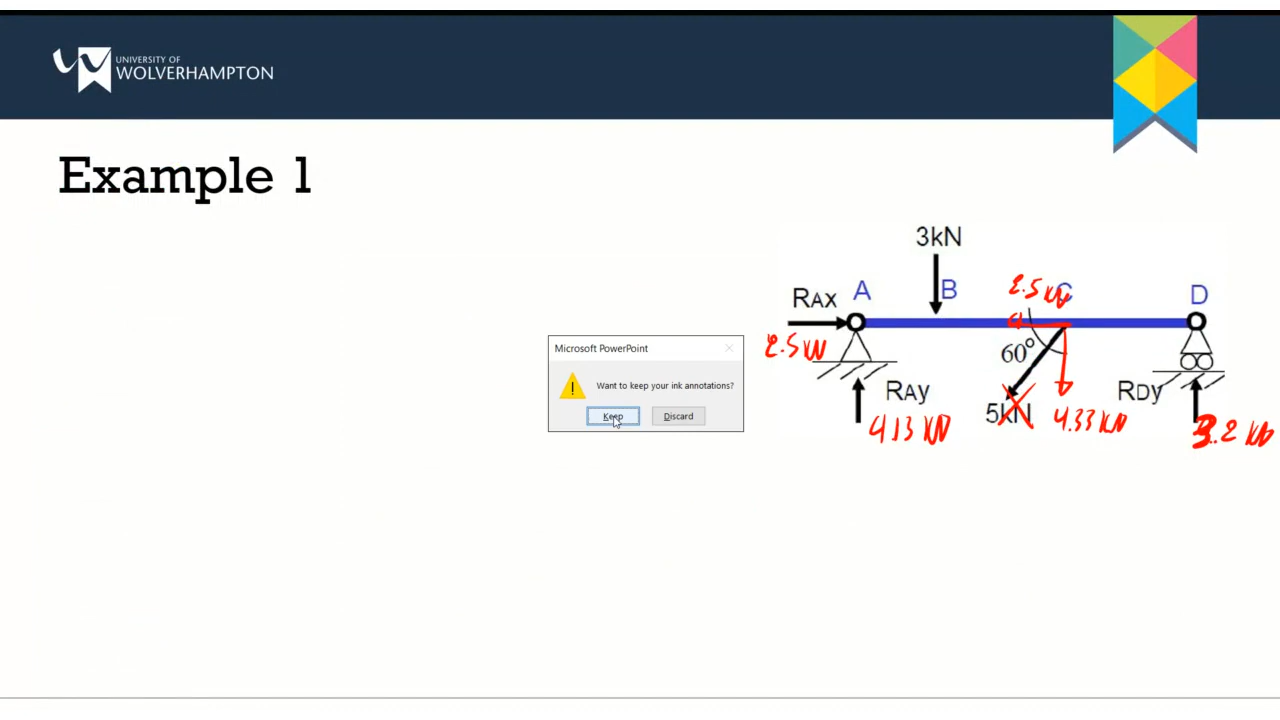 UNIVERSITY OF
WOLVERHAMPTON
Example 1
3kN
2.5 kN
RAX
A
B
C
D
2.5 kN
60°
Microsoft PowerPoint
Want to keep your ink annotations?
Keep
Discard
RAy
5kN
RDy
4.13 kN
4.33 kN
3.2 kN